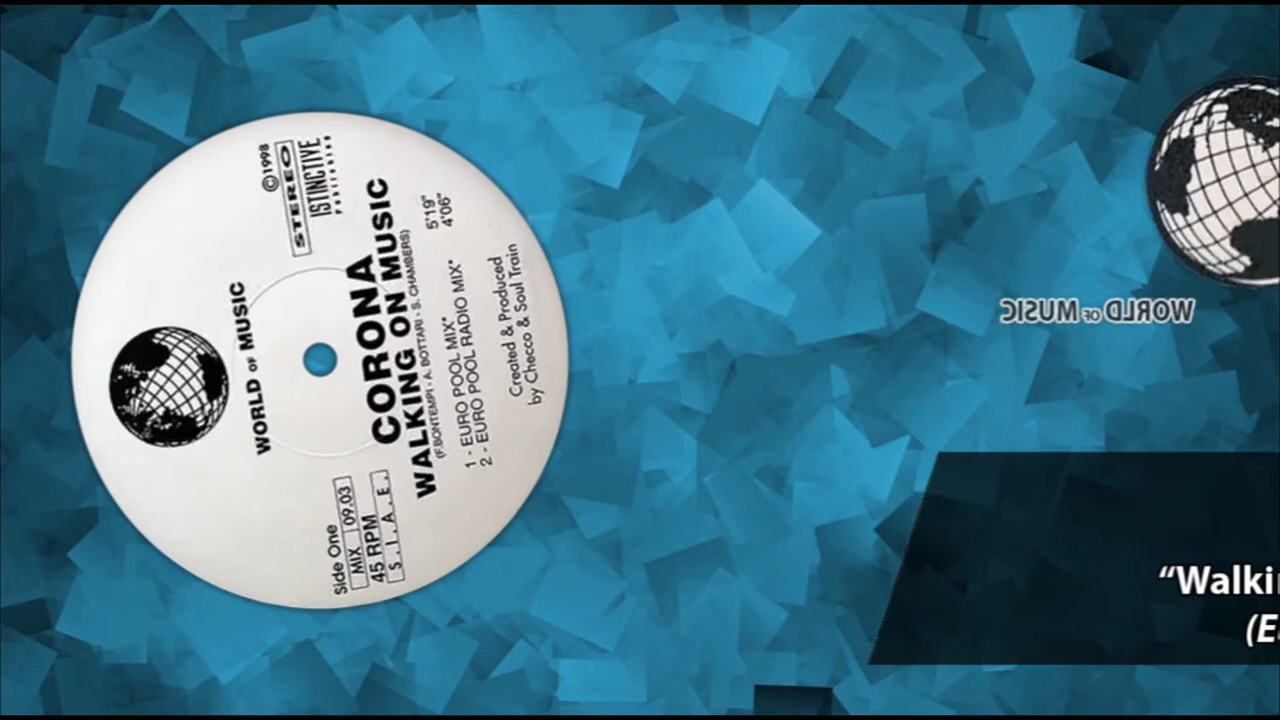 WORLD OF MUSIC
©1998
STEREO
ISTINCTIVE
PUBLISHING
Side One
MIX 09.03
45 RPM
S.I.A.E.
CORONA
WALKING ON MUSIC
(F.BONTEMPI - A. BOTTARI - S. CHAMBERS)
1 - EURO POOL MIX* 5'19"
2 - EURO POOL RADIO MIX* 4'06"
Created & Produced
by Checco & Soul Train
WORLD OF MUSIC
“Walkin
(E